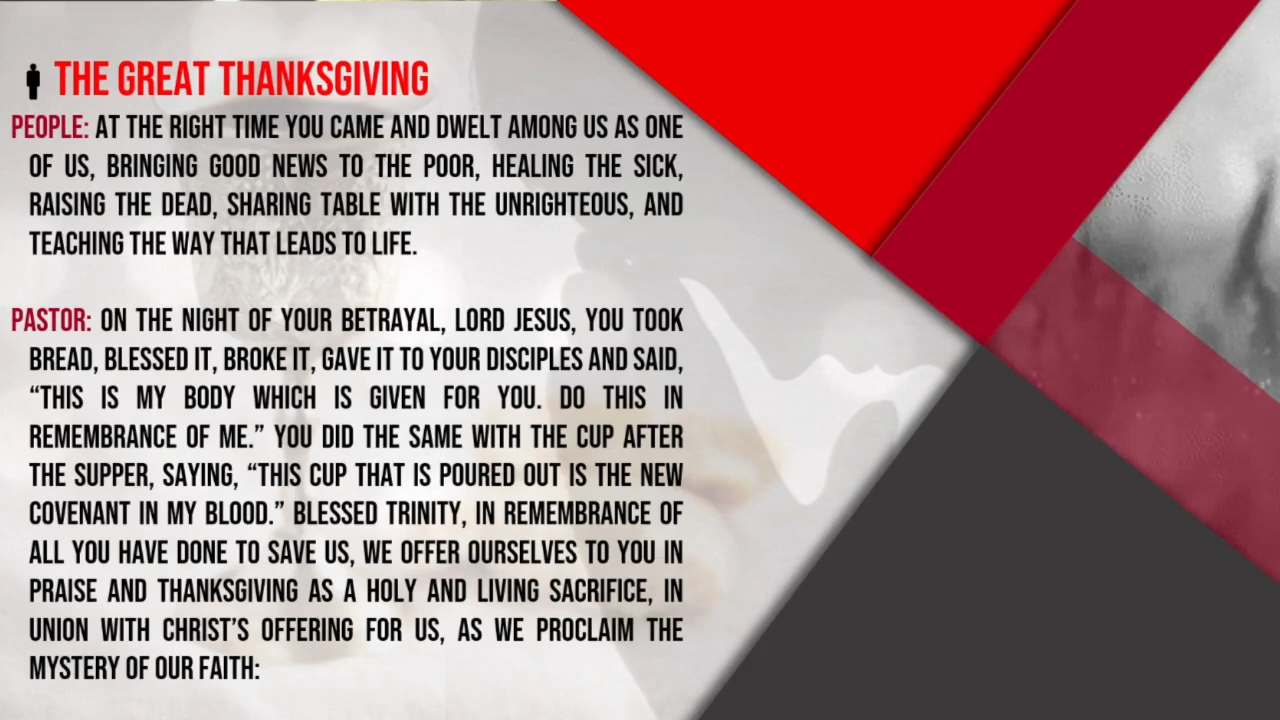 THE GREAT THANKSGIVING
PEOPLE: AT THE RIGHT TIME YOU CAME AND DWELT AMONG US AS ONE
OF US, BRINGING GOOD NEWS TO THE POOR, HEALING THE SICK,
RAISING THE DEAD, SHARING TABLE WITH THE UNRIGHTEOUS, AND
TEACHING THE WAY THAT LEADS TO LIFE.
PASTOR: ON THE NIGHT OF YOUR BETRAYAL, LORD JESUS, YOU TOOK
BREAD, BLESSED IT, BROKE IT, GAVE IT TO YOUR DISCIPLES AND SAID,
“THIS IS MY BODY WHICH IS GIVEN FOR YOU. DO THIS IN
REMEMBRANCE OF ME.” YOU DID THE SAME WITH THE CUP AFTER
THE SUPPER, SAYING, “THIS CUP THAT IS POURED OUT IS THE NEW
COVENANT IN MY BLOOD.” BLESSED TRINITY, IN REMEMBRANCE OF
ALL YOU HAVE DONE TO SAVE US, WE OFFER OURSELVES TO YOU IN
PRAISE AND THANKSGIVING AS A HOLY AND LIVING SACRIFICE, IN
UNION WITH CHRIST’S OFFERING FOR US, AS WE PROCLAIM THE
MYSTERY OF OUR FAITH: